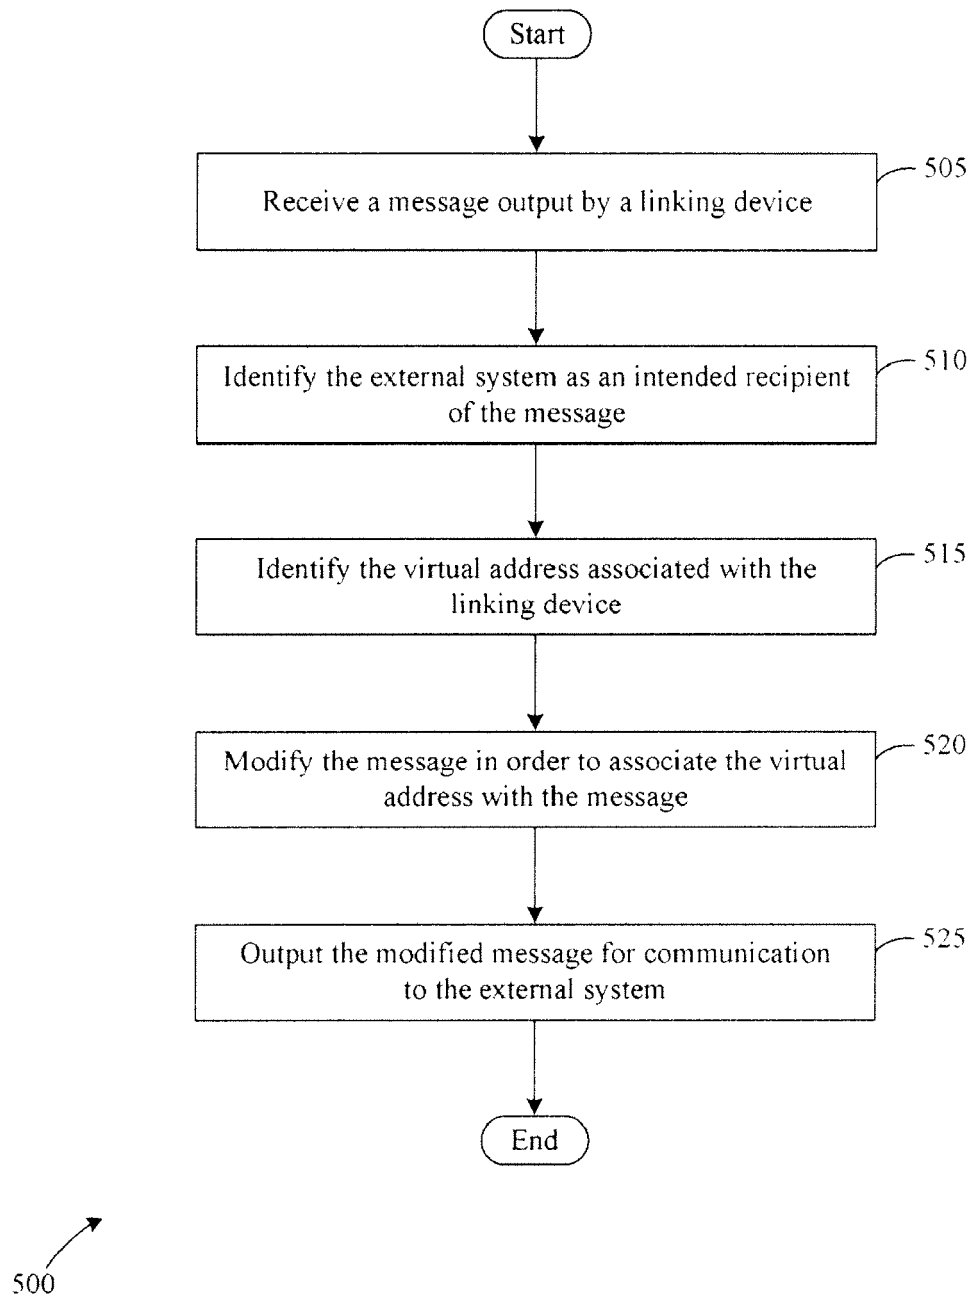 Start
505
Receive a message output by a linking device
510
Identify the external system as an intended recipient
of the message
515
Identify the virtual address associated with the
linking device
520
Modify the message in order to associate the virtual
address with the message
525
Output the modified message for communication
to the external system
End
500